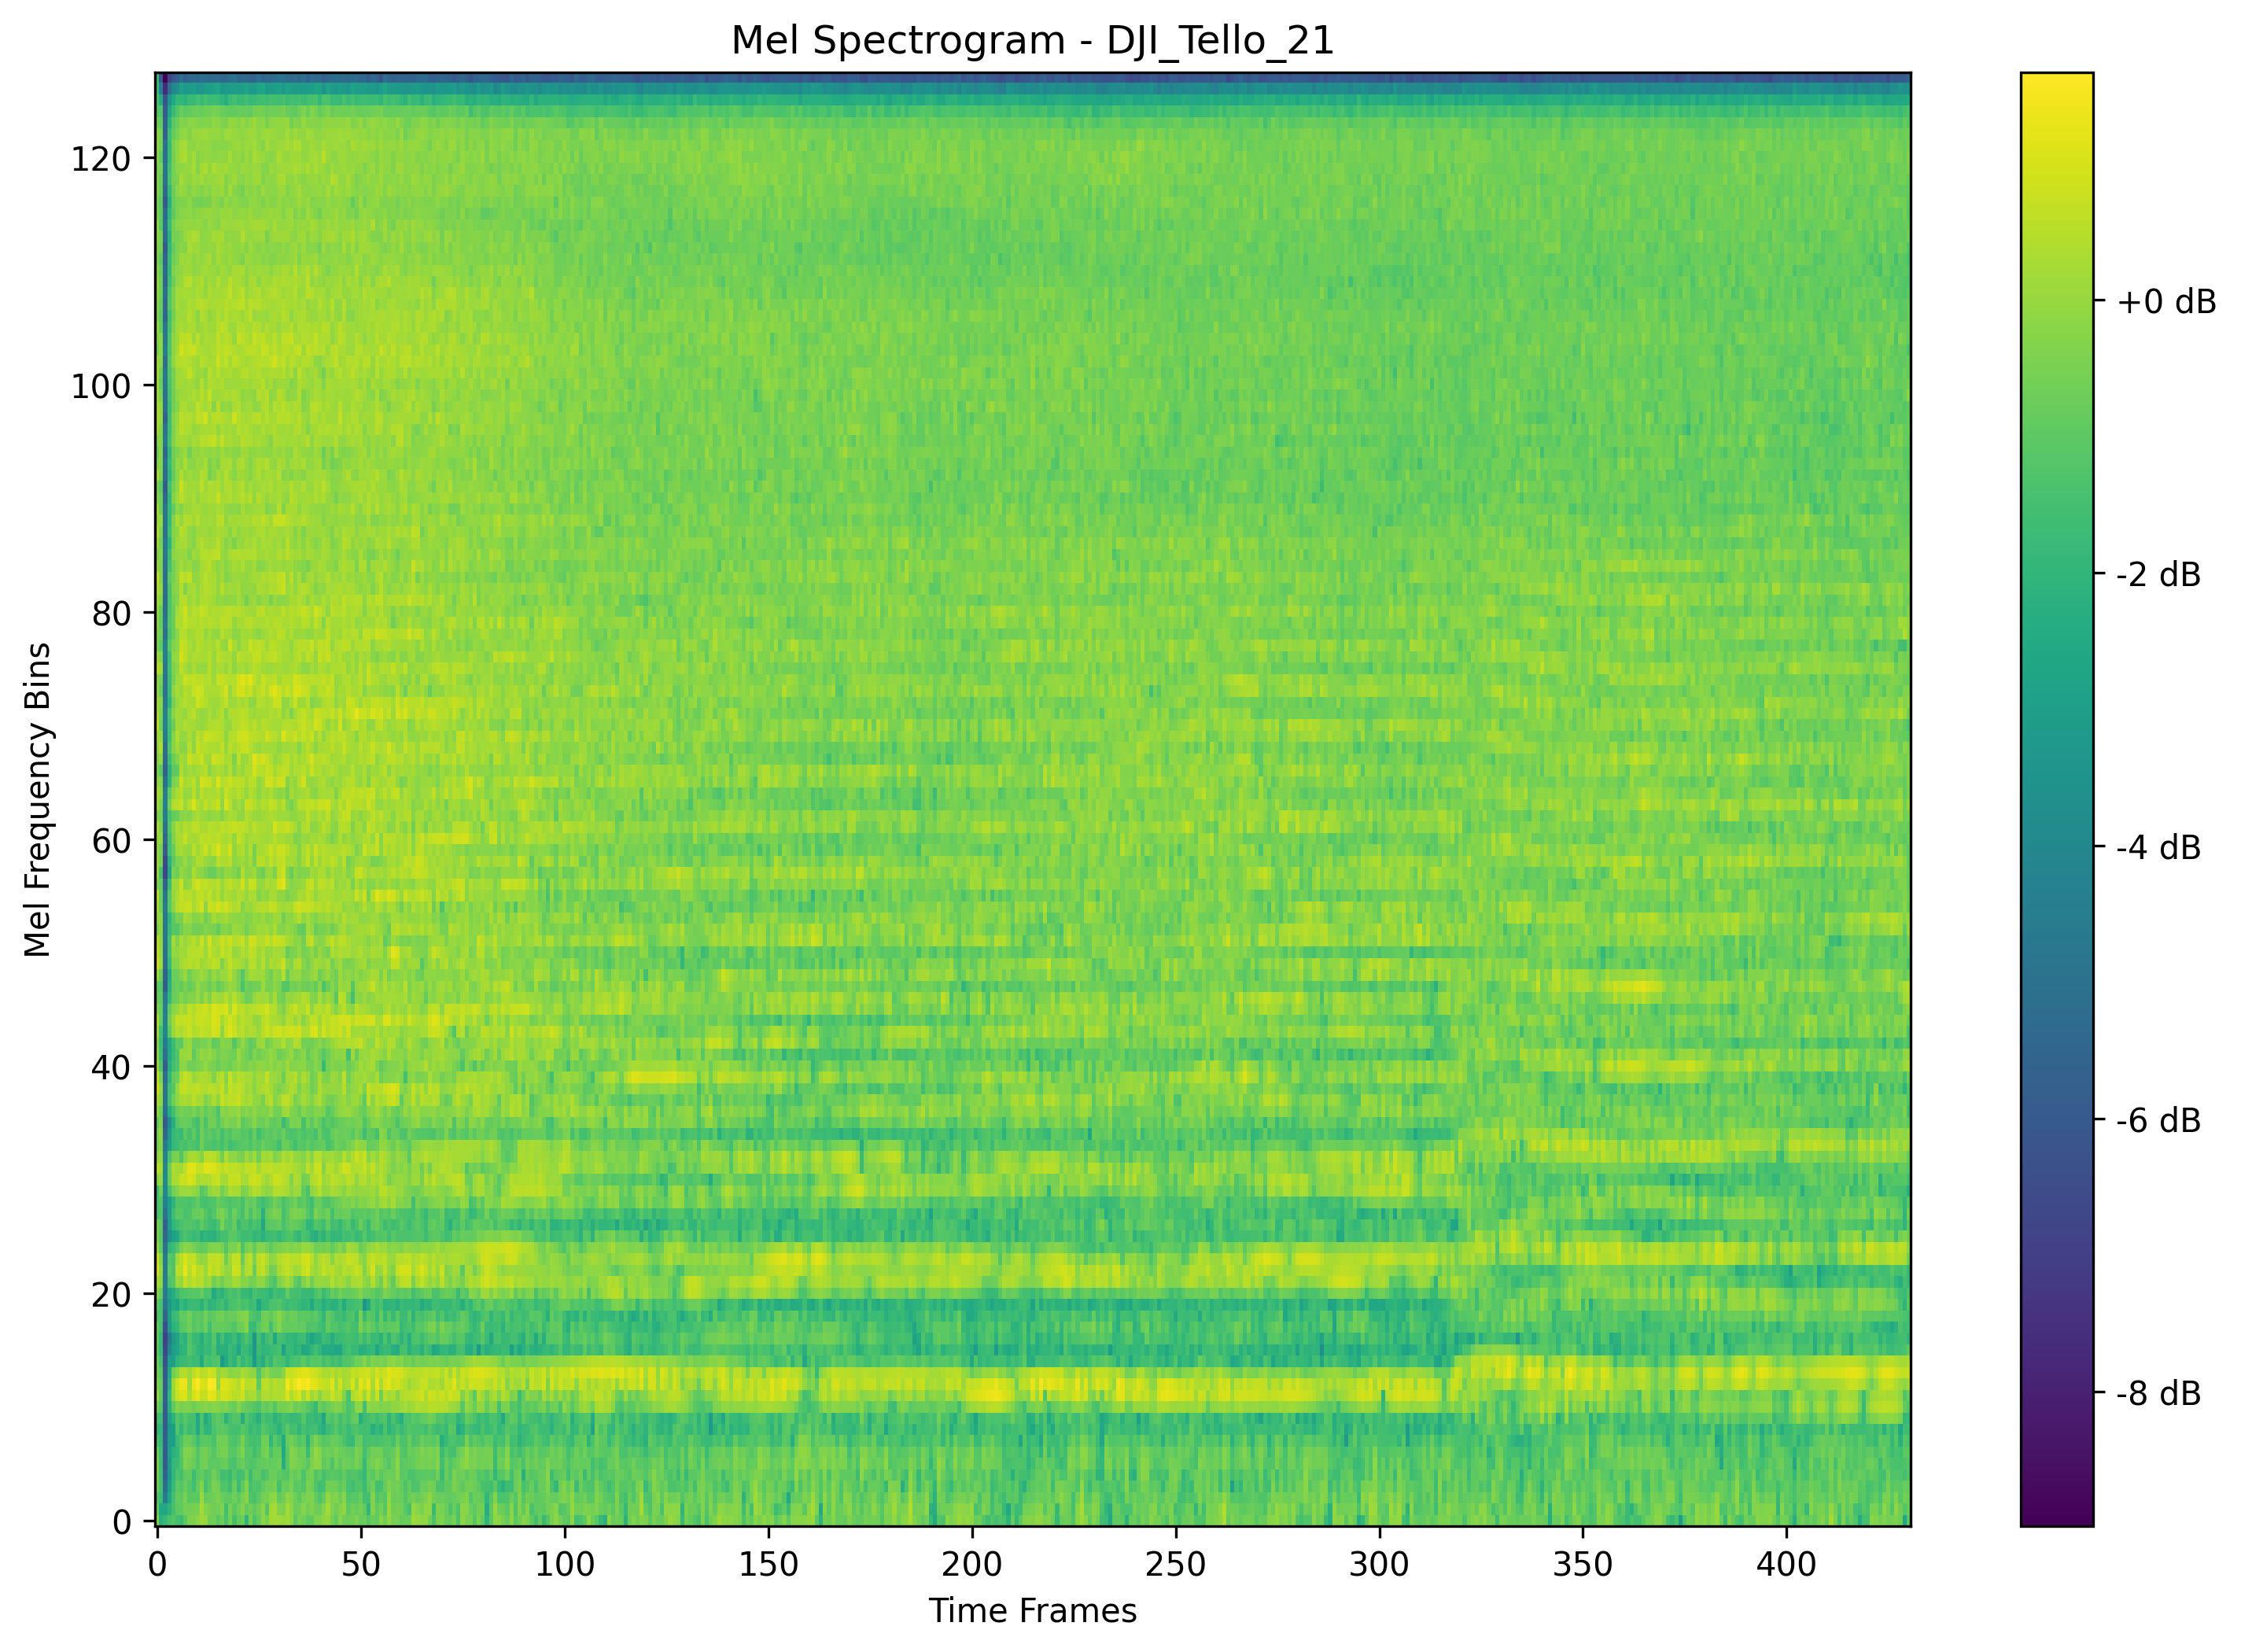 Mel Spectrogram - DJI_Tello_21
Mel Frequency Bins
120
100
80
60
40
20
0
0 50 100 150 200 250 300 350 400
Time Frames
+0 dB
-2 dB
-4 dB
-6 dB
-8 dB